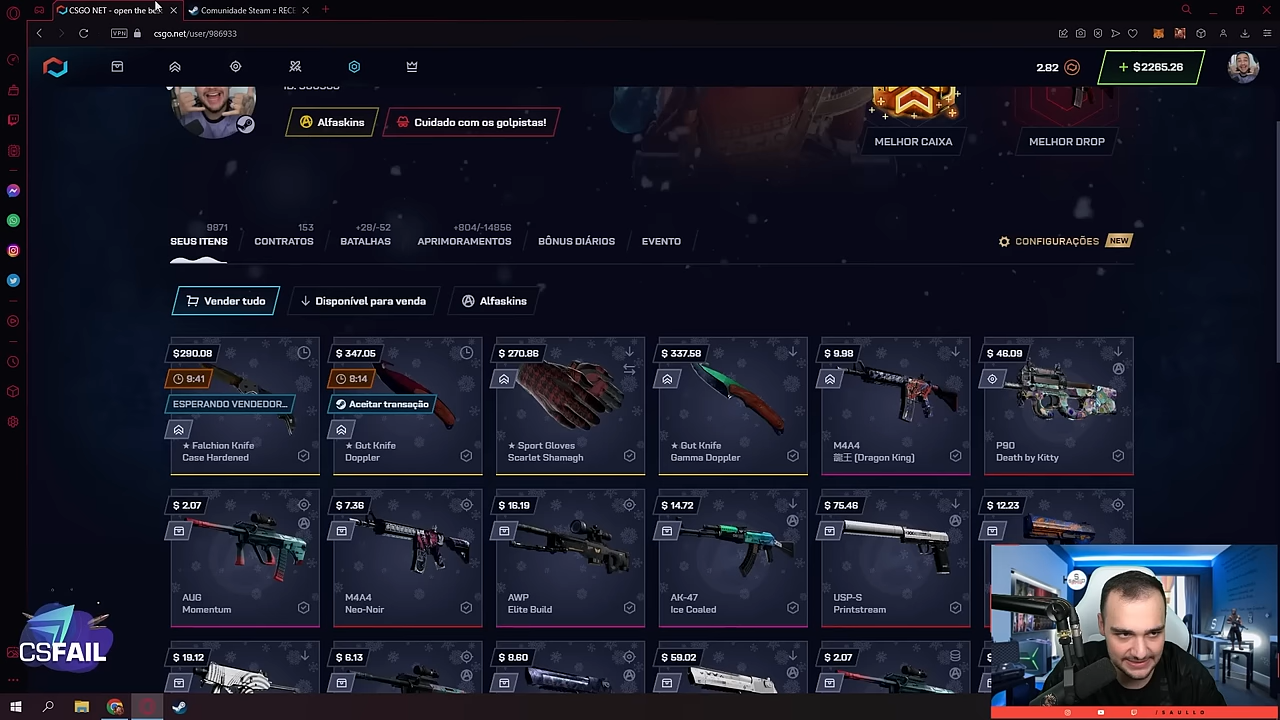 CSGO NET - open the be
Comunidade Steam :: RECE
VPN
csgo.net/user/986933
2.82
+ $2265.26
Alfaskins
Cuidado com os golpistas!
MELHOR CAIXA
MELHOR DROP
9871
153
+29/-52
+804/-14856
SEUS ITENS
CONTRATOS
BATALHAS
APRIMORAMENTOS
BÔNUS DIÁRIOS
EVENTO
CONFIGURAÇÕES
NEW
Vender tudo
Disponível para venda
Alfaskins
$290.08
9:41
ESPERANDO VENDEDOR...
★ Falchion Knife
Case Hardened
$ 347.05
8:14
Aceitar transação
★ Gut Knife
Doppler
$ 270.86
★ Sport Gloves
Scarlet Shamagh
$ 337.58
★ Gut Knife
Gamma Doppler
$ 9.98
M4A4
龍王 (Dragon King)
$ 46.09
P90
Death by Kitty
$ 2.07
AUG
Momentum
$ 7.36
M4A4
Neo-Noir
$ 16.19
AWP
Elite Build
$ 14.72
AK-47
Ice Coaled
$ 75.46
USP-S
Printstream
$ 12.23
$ 19.12
$ 6.13
$ 8.60
$ 59.02
$ 2.07
CSFAIL
/SAULLO